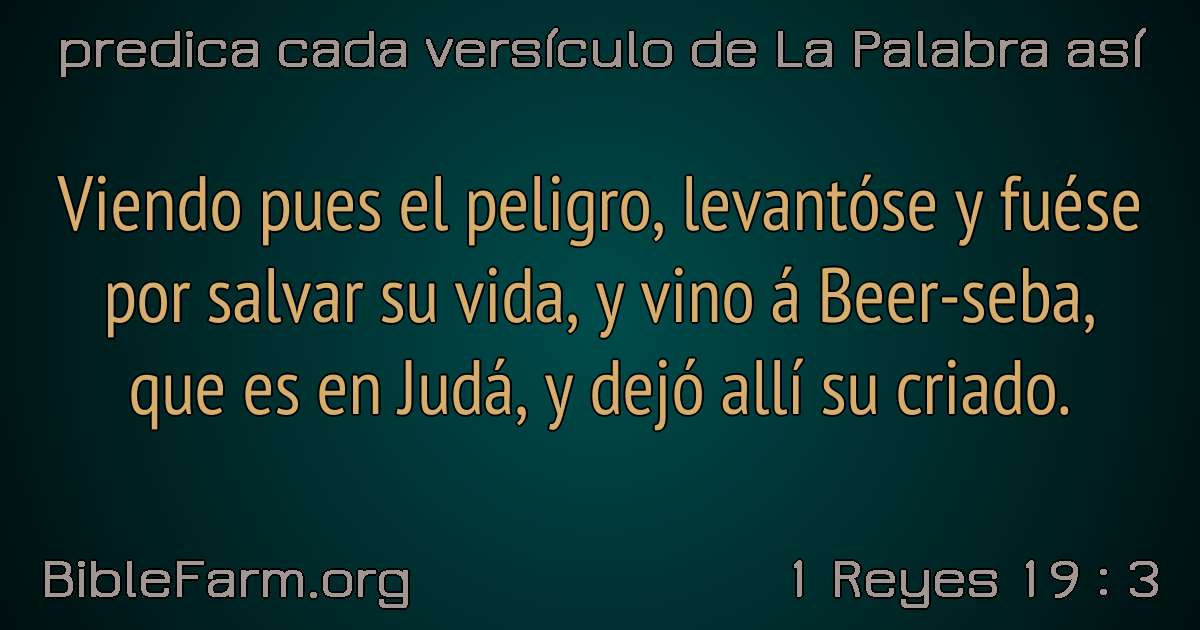 predica cada versículo de La Palabra así
Viendo pues el peligro, levantóse y fuése
por salvar su vida, y vino á Beer-seba,
que es en Judá, y dejó allí su criado.
BibleFarm.org
1 Reyes 19 : 3